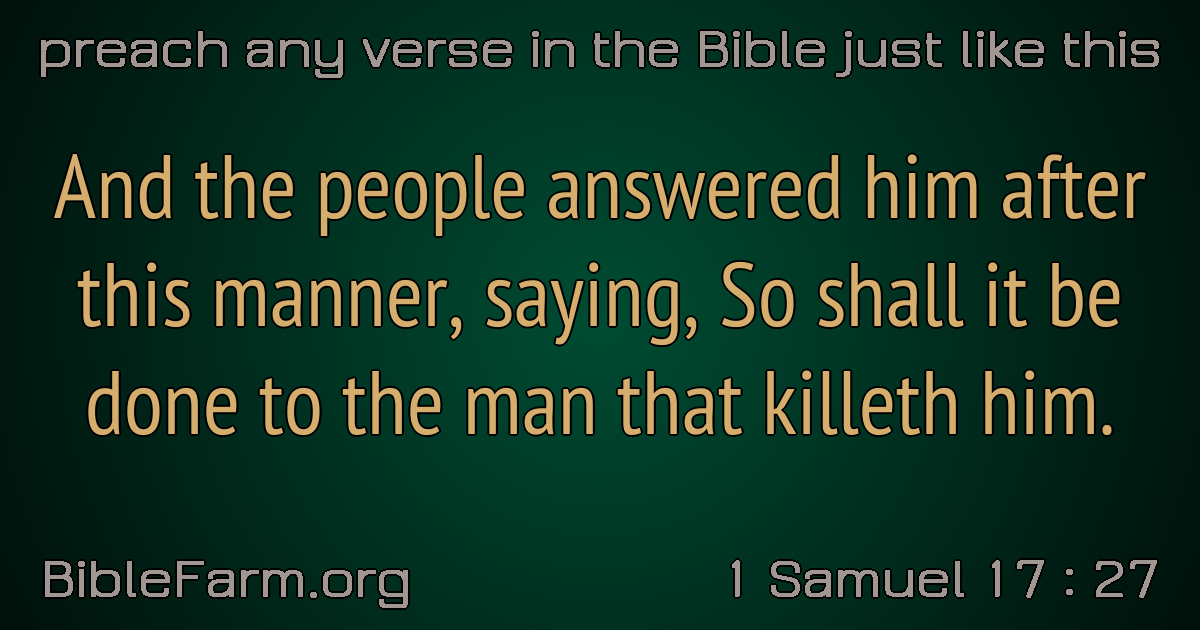 preach any verse in the Bible just like this
And the people answered him after
this manner, saying, So shall it be
done to the man that killeth him.
BibleFarm.org
1 Samuel 17 : 27